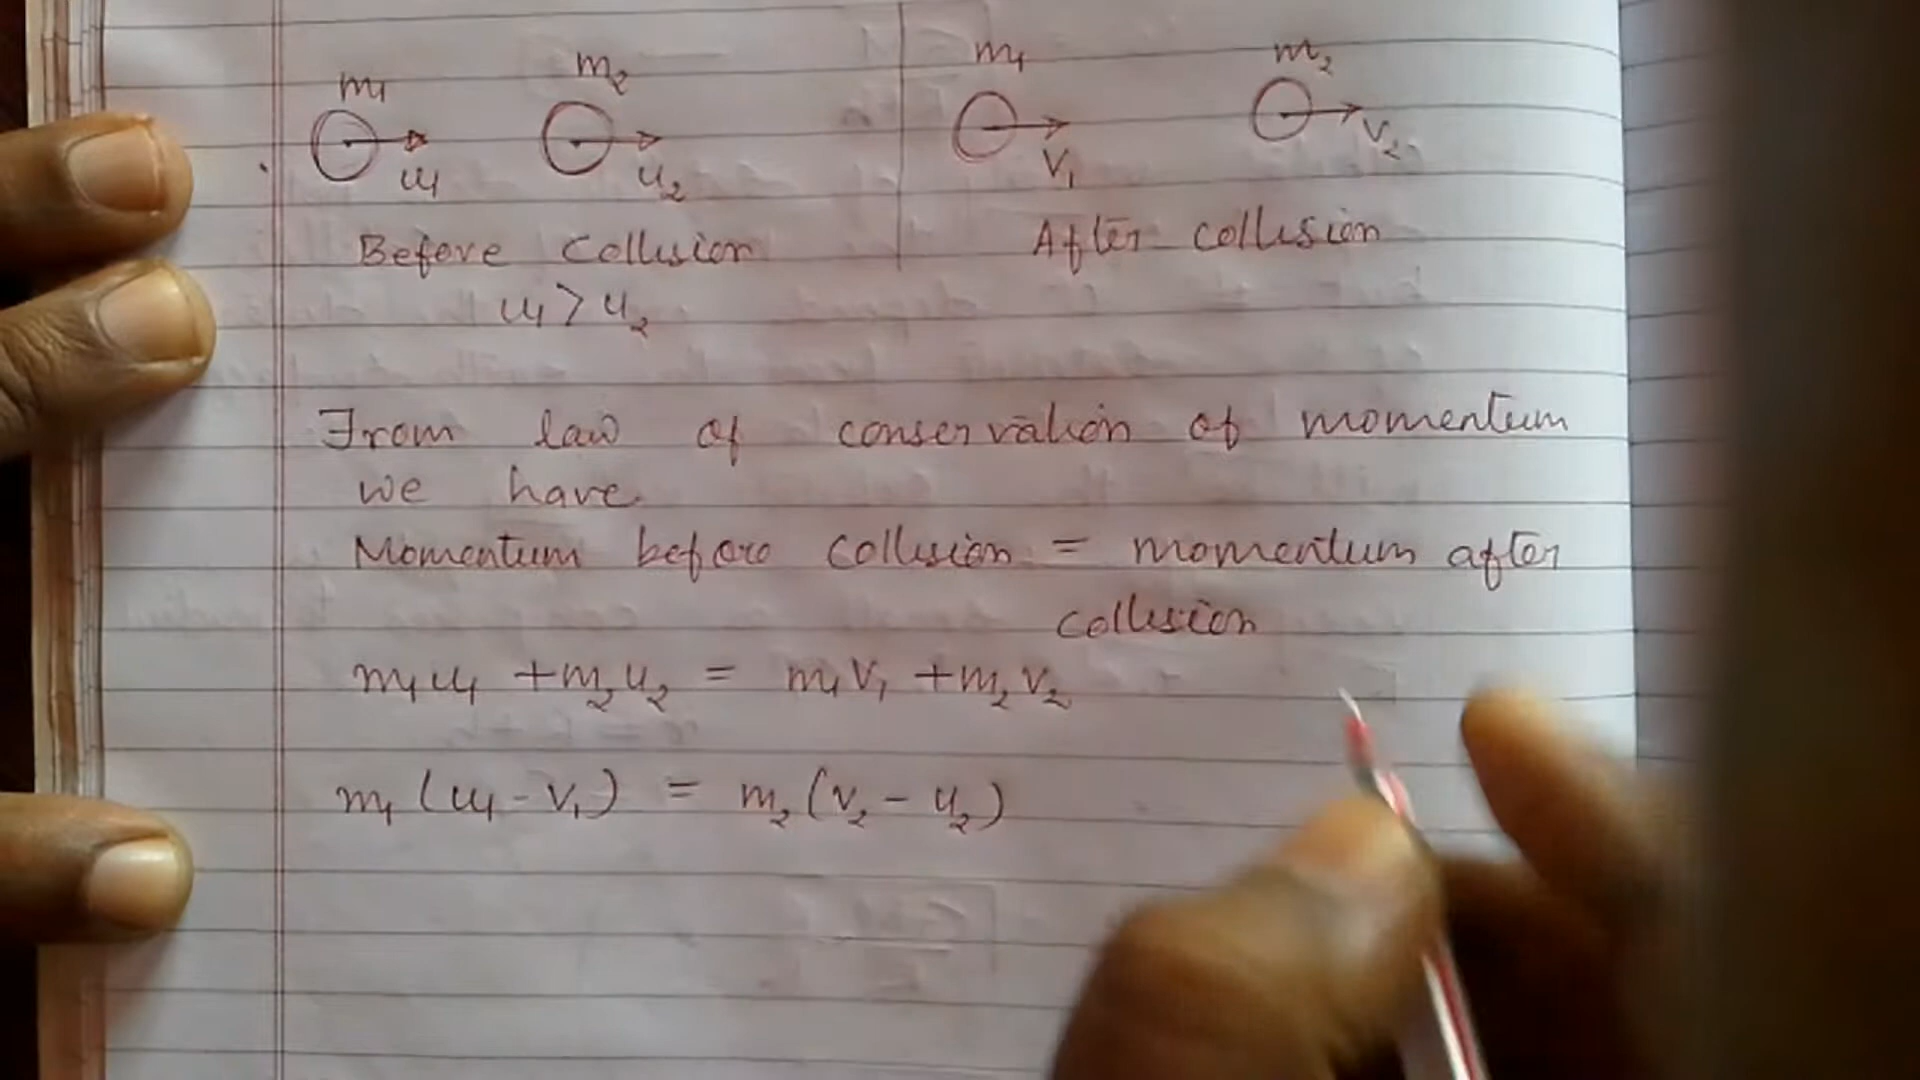 m₁ m₂ m₁ m₂
u₁ u₂ v₁ v₂
Before Collision After collision
u₁ > u₂
From law of conservation of momentum
we have
Momentum before collision = momentum after
collision
m₁u₁ + m₂u₂ = m₁v₁ + m₂v₂
m₁(u₁ - v₁) = m₂(v₂ - u₂)